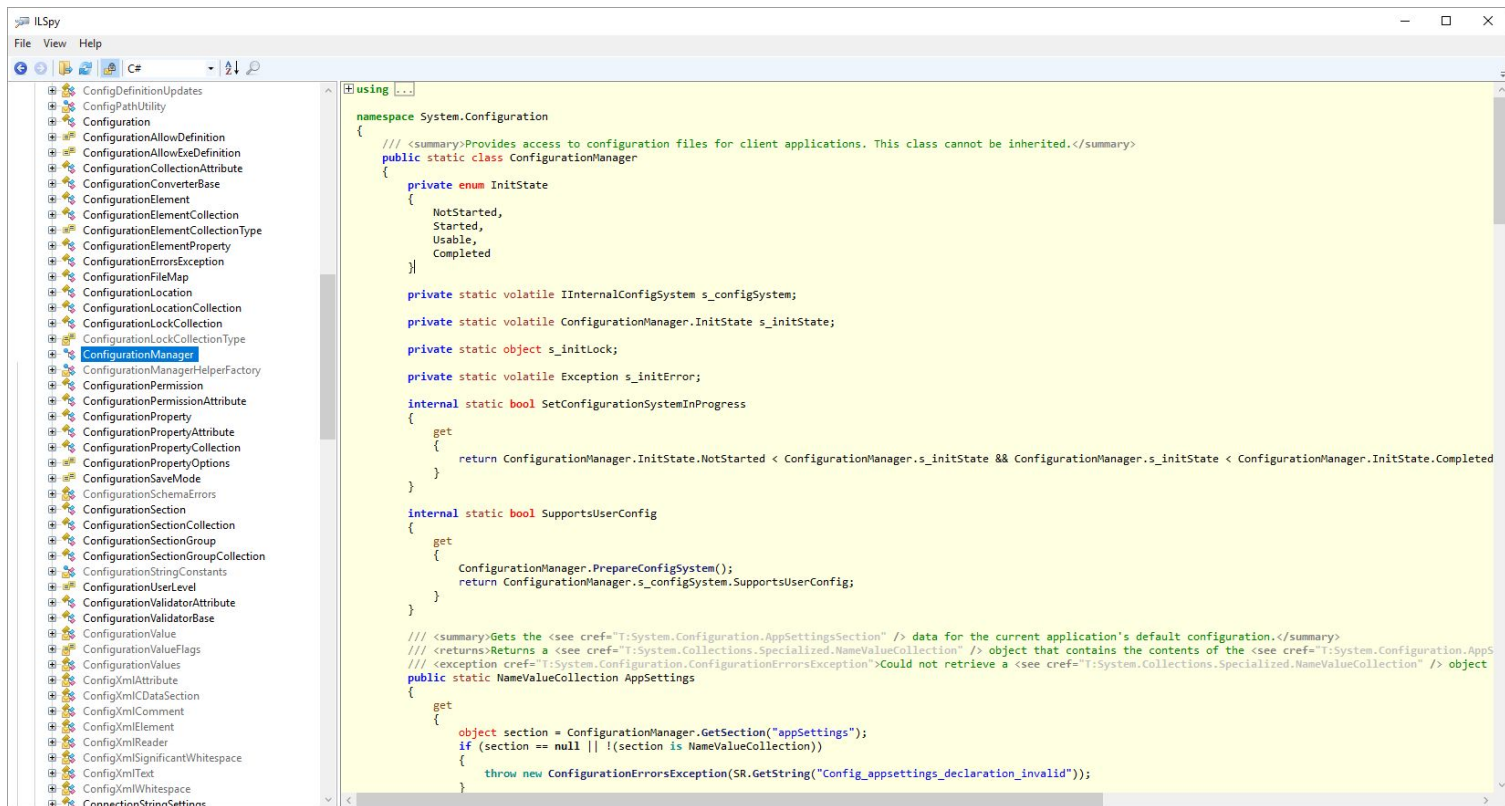 ILSpy
File View Help
C#
ConfigDefinitionUpdates
ConfigPathUtility
Configuration
ConfigurationAllowDefinition
ConfigurationAllowExeDefinition
ConfigurationCollectionAttribute
ConfigurationConverterBase
ConfigurationElement
ConfigurationElementCollection
ConfigurationElementCollectionType
ConfigurationElementProperty
ConfigurationErrorsException
ConfigurationFileMap
ConfigurationLocation
ConfigurationLocationCollection
ConfigurationLockCollection
ConfigurationLockCollectionType
ConfigurationManager
ConfigurationManagerHelperFactory
ConfigurationPermission
ConfigurationPermissionAttribute
ConfigurationProperty
ConfigurationPropertyAttribute
ConfigurationPropertyCollection
ConfigurationPropertyOptions
ConfigurationSaveMode
ConfigurationSchemaErrors
ConfigurationSection
ConfigurationSectionCollection
ConfigurationSectionGroup
ConfigurationSectionGroupCollection
ConfigurationStringConstants
ConfigurationUserLevel
ConfigurationValidatorAttribute
ConfigurationValidatorBase
ConfigurationValue
ConfigurationValueFlags
ConfigurationValues
ConfigXmlAttribute
ConfigXmlCDataSection
ConfigXmlComment
ConfigXmlElement
ConfigXmlReader
ConfigXmlSignificantWhitespace
ConfigXmlText
ConfigXmlWhitespace
ConnectionStringSettings
using ...
namespace System.Configuration
{
/// <summary>Provides access to configuration files for client applications. This class cannot be inherited.</summary>
public static class ConfigurationManager
{
private enum InitState
{
NotStarted,
Started,
Usable,
Completed
}
private static volatile IInternalConfigSystem s_configSystem;
private static volatile ConfigurationManager.InitState s_initState;
private static object s_initLock;
private static volatile Exception s_initError;
internal static bool SetConfigurationSystemInProgress
{
get
{
return ConfigurationManager.InitState.NotStarted < ConfigurationManager.s_initState && ConfigurationManager.s_initState < ConfigurationManager.InitState.Completed
}
}
internal static bool SupportsUserConfig
{
get
{
ConfigurationManager.PrepareConfigSystem();
return ConfigurationManager.s_configSystem.SupportsUserConfig;
}
}
/// <summary>Gets the <see cref="T:System.Configuration.AppSettingsSection" /> data for the current application's default configuration.</summary>
/// <returns>Returns a <see cref="T:System.Collections.Specialized.NameValueCollection" /> object that contains the contents of the <see cref="T:System.Configuration.AppS
/// <exception cref="T:System.Configuration.ConfigurationErrorsException">Could not retrieve a <see cref="T:System.Collections.Specialized.NameValueCollection" /> object
public static NameValueCollection AppSettings
{
get
{
object section = ConfigurationManager.GetSection("appSettings");
if (section == null || !(section is NameValueCollection))
{
throw new ConfigurationErrorsException(SR.GetString("Config_appsettings_declaration_invalid"));
}